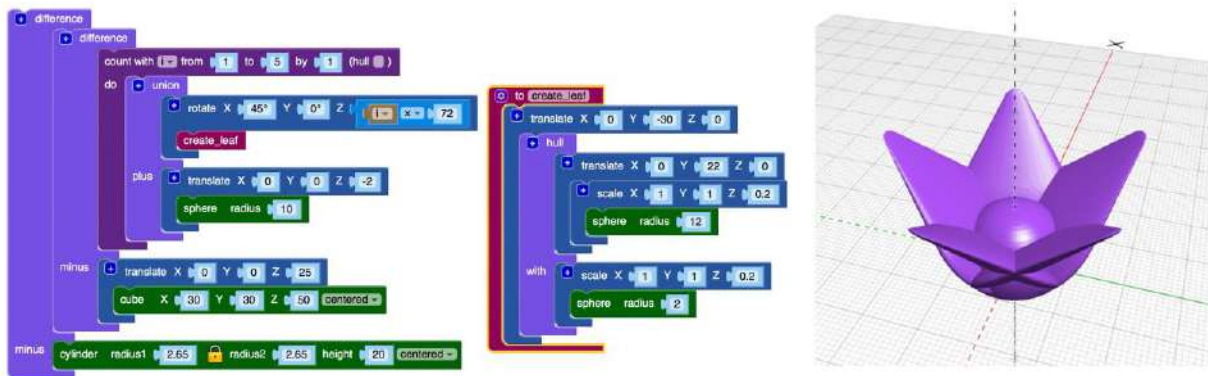 difference
difference
count with i from 1 to 5 by 1 (hull )
do union
rotate X 45° Y 0° Z i × 72
create_leaf
plus translate X 0 Y 0 Z -2
sphere radius 10
minus translate X 0 Y 0 Z 25
cube X 30 Y 30 Z 50 centered
minus cylinder radius1 2.65 radius2 2.65 height 20 centered
to create_leaf
translate X 0 Y -30 Z 0
hull
translate X 0 Y 22 Z 0
scale X 1 Y 1 Z 0.2
sphere radius 12
with scale X 1 Y 1 Z 0.2
sphere radius 2
X